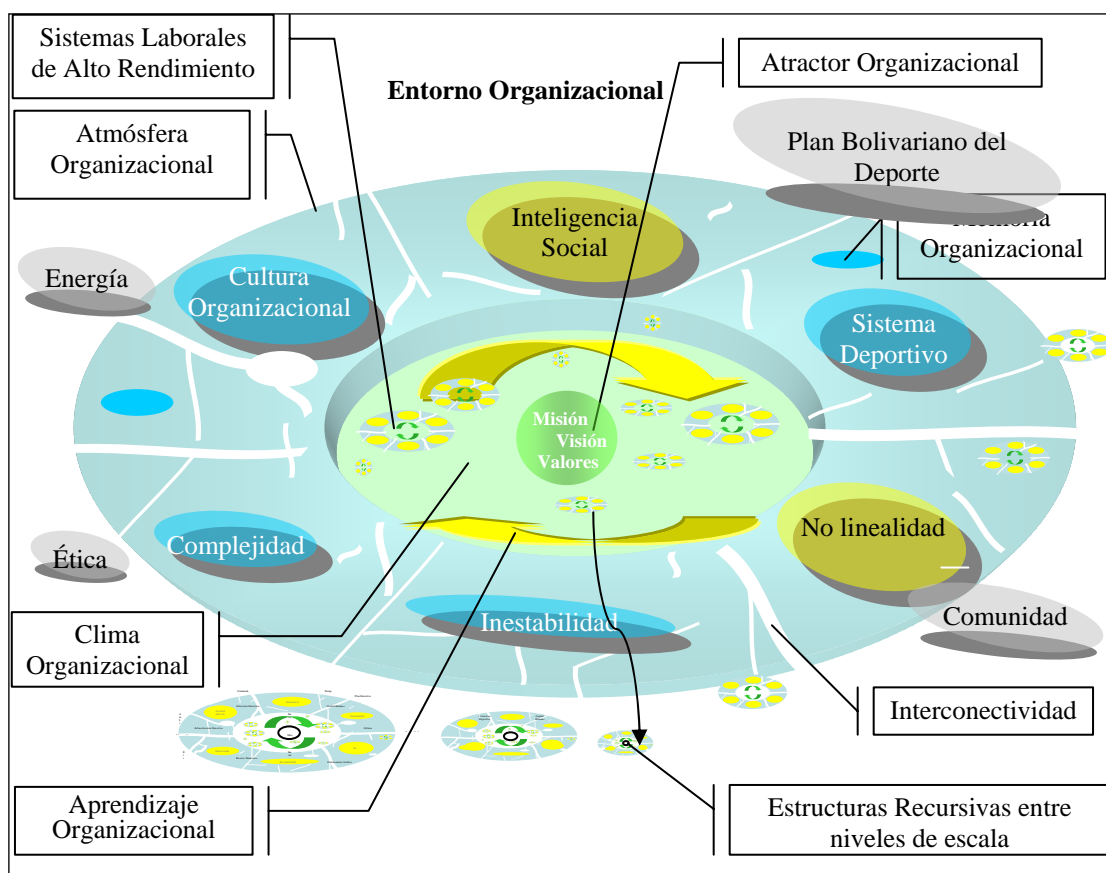 Sistemas Laborales
de Alto Rendimiento
Atractor Organizacional
Entorno Organizacional
Atmósfera
Organizacional
Plan Bolivariano del
Deporte
Organizacional
Inteligencia
Social
Energía
Cultura
Organizacional
Sistema
Deportivo
Misión
Visión
Valores
No linealidad
Complejidad
Ética
Inestabilidad
Comunidad
Clima
Organizacional
Interconectividad
Aprendizaje
Organizacional
Estructuras Recursivas entre
niveles de escala